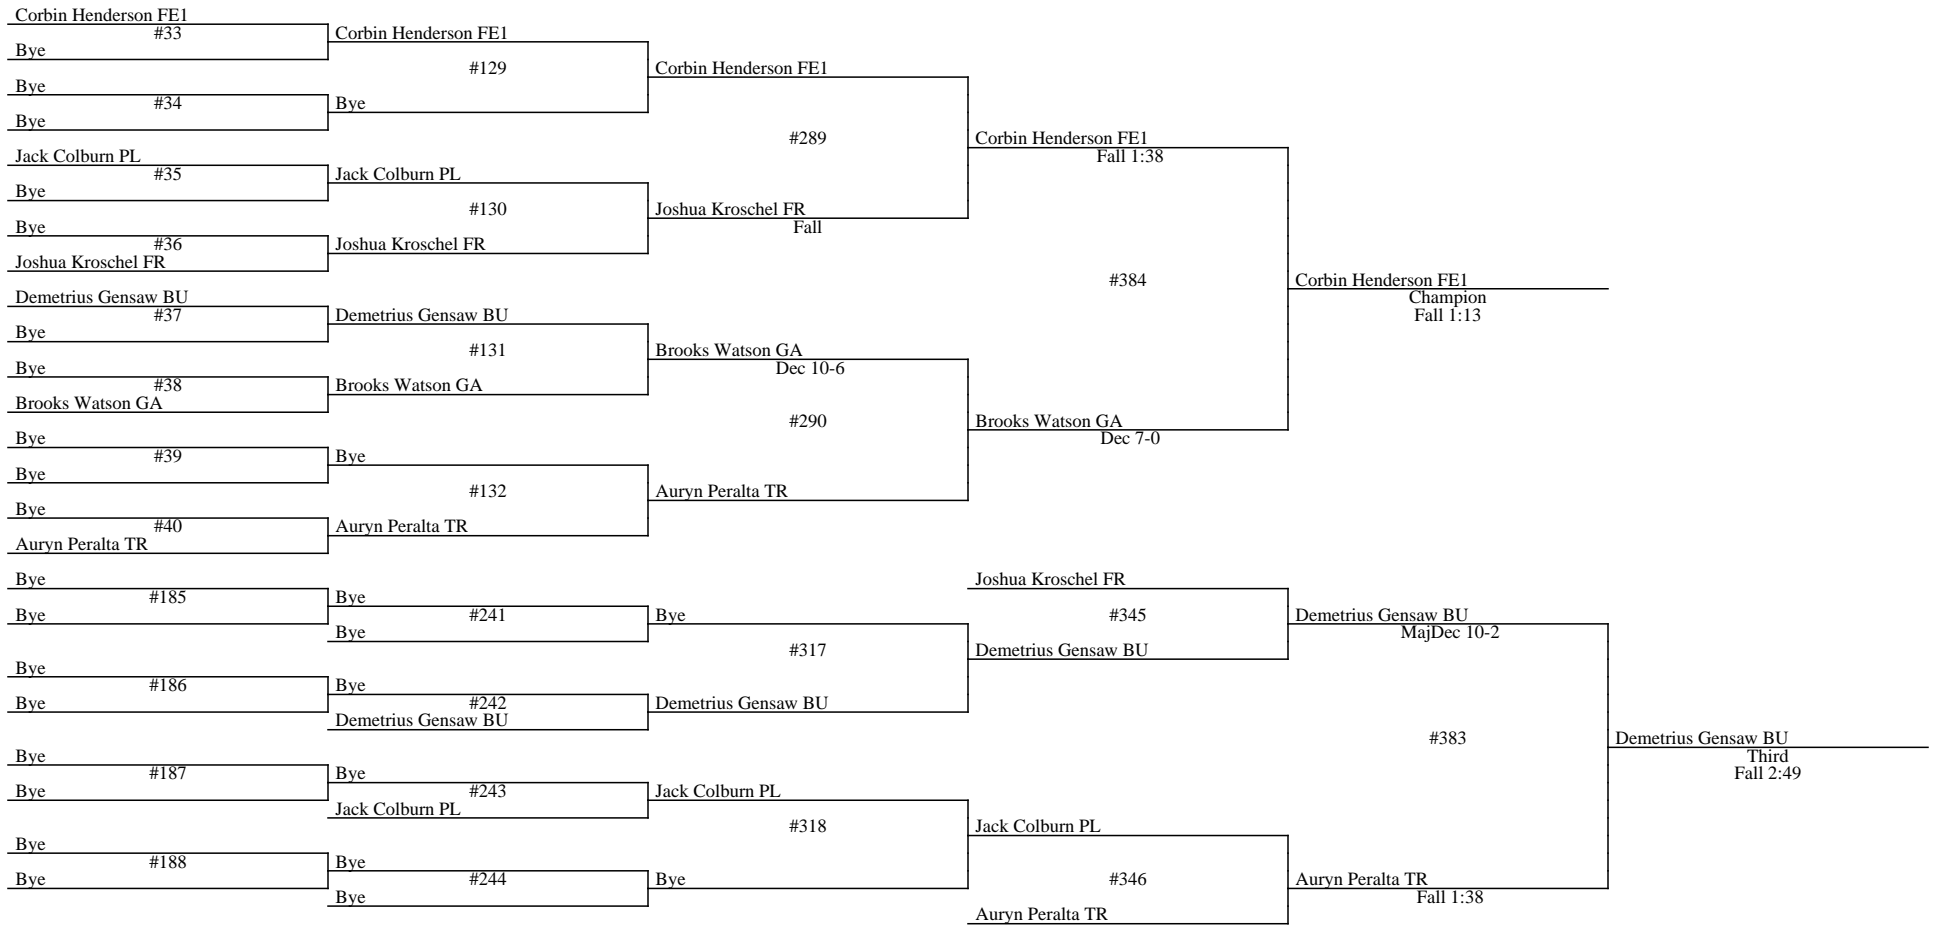 Corbin Henderson FE1
#33
Bye
Corbin Henderson FE1
#129
Bye
#34
Bye
Bye
Corbin Henderson FE1
#289
Jack Colburn PL
#35
Bye
Jack Colburn PL
#130
Bye
#36
Joshua Kroschel FR
Joshua Kroschel FR
Joshua Kroschel FR
Fall
Corbin Henderson FE1
Fall 1:38
#384
Demetrius Gensaw BU
#37
Bye
Demetrius Gensaw BU
#131
Bye
#38
Brooks Watson GA
Brooks Watson GA
Brooks Watson GA
Dec 10-6
#290
Bye
#39
Bye
Bye
#132
Bye
#40
Auryn Peralta TR
Auryn Peralta TR
Auryn Peralta TR
Brooks Watson GA
Dec 7-0
Corbin Henderson FE1
Champion
Fall 1:13
Bye
#185
Bye
Bye
#241
Bye
Bye
#317
Bye
#186
Bye
Bye
#242
Demetrius Gensaw BU
Demetrius Gensaw BU
Joshua Kroschel FR
#345
Demetrius Gensaw BU
Demetrius Gensaw BU
MajDec 10-2
#383
Bye
#187
Bye
Bye
#243
Jack Colburn PL
Jack Colburn PL
#318
Bye
#188
Bye
Bye
#244
Bye
Bye
Jack Colburn PL
#346
Auryn Peralta TR
Auryn Peralta TR
Fall 1:38
Demetrius Gensaw BU
Third
Fall 2:49